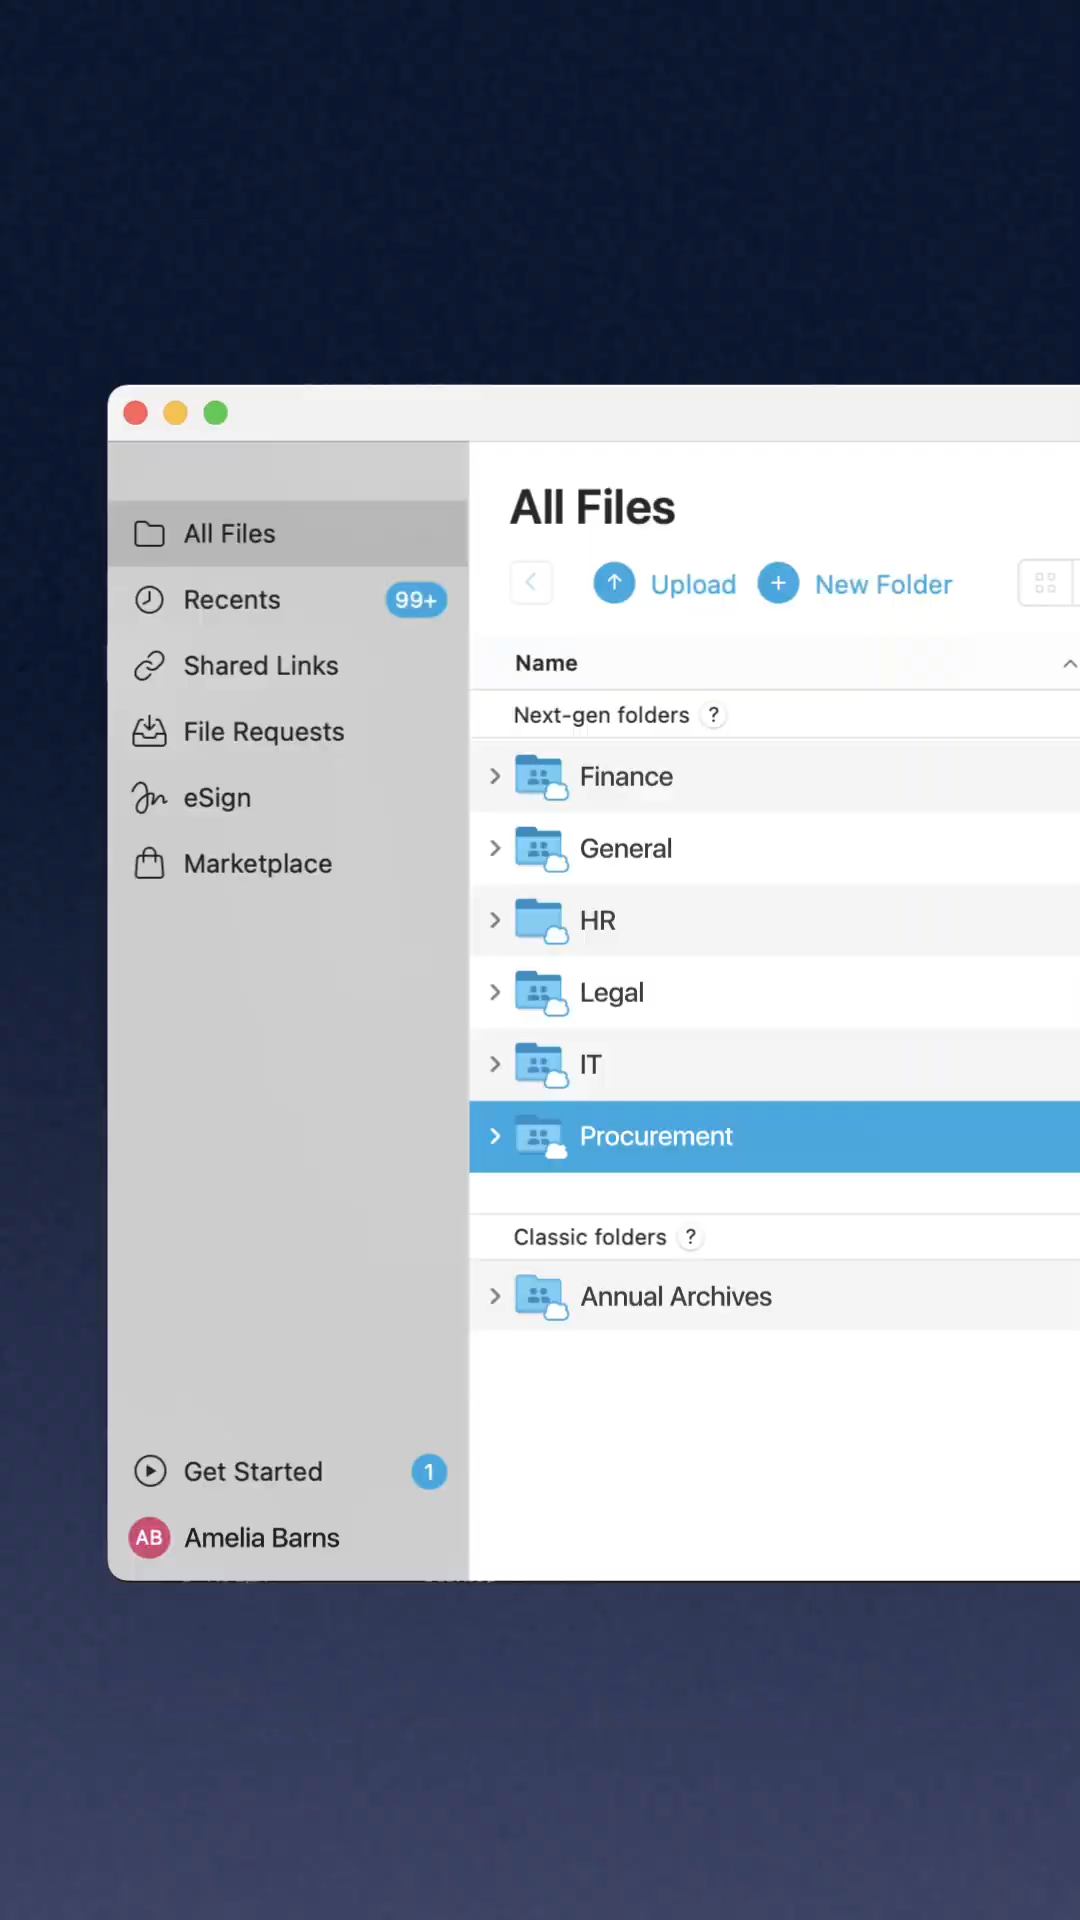 All Files
Recents
99+
Shared Links
File Requests
eSign
Marketplace
Get Started
1
AB
Amelia Barns
All Files
Upload
New Folder
Name
Next-gen folders ?
Finance
General
HR
Legal
IT
Procurement
Classic folders ?
Annual Archives